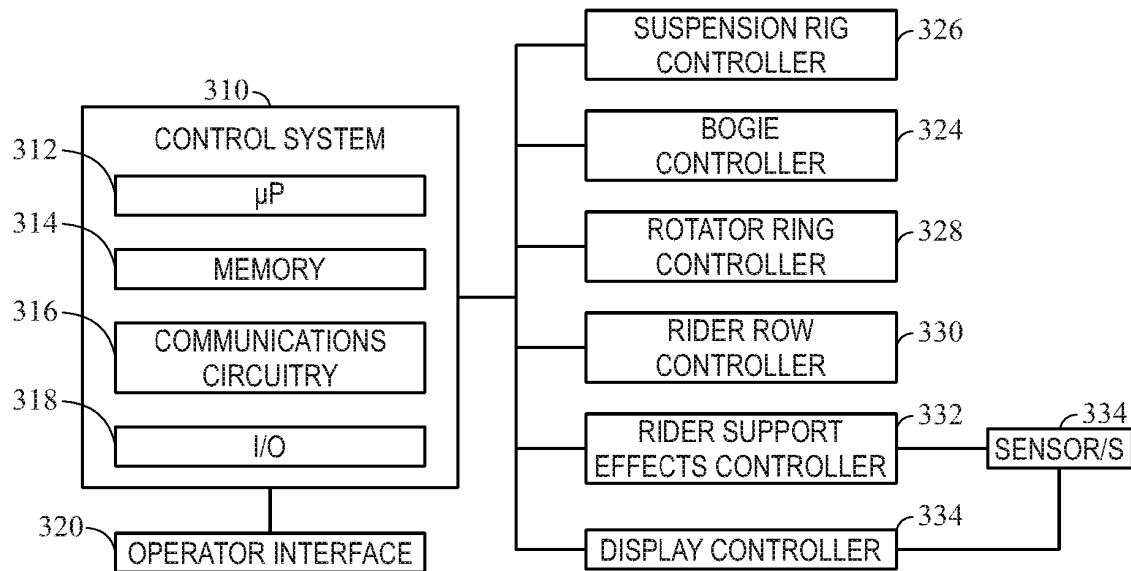 310
CONTROL SYSTEM
312
µP
314
MEMORY
316
COMMUNICATIONS
CIRCUITRY
318
I/O
320
OPERATOR INTERFACE
SUSPENSION RIG
CONTROLLER
326
BOGIE
CONTROLLER
324
ROTATOR RING
CONTROLLER
328
RIDER ROW
CONTROLLER
330
RIDER SUPPORT
EFFECTS CONTROLLER
332
DISPLAY CONTROLLER
334
334
SENSOR/S